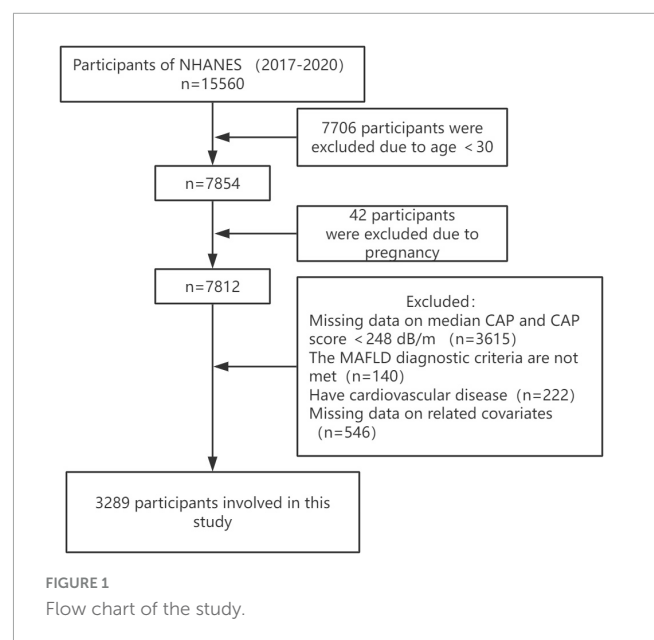 Participants of NHANES （2017-2020）
n=15560
7706 participants were
excluded due to age <30
n=7854
42 participants
were excluded due to
pregnancy
n=7812
Excluded：
Missing data on median CAP and CAP
score <248 dB/m （n=3615）
The MAFLD diagnostic criteria are not
met（n=140）
Have cardiovascular disease（n=222）
Missing data on related covariates
（n=546）
3289 participants involved in this
study
FIGURE 1
Flow chart of the study.